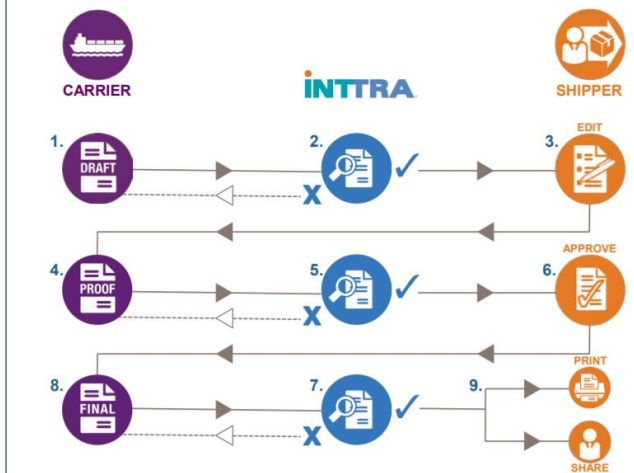 CARRIER
INTTRA
SHIPPER
EDIT
1.
DRAFT
2.
✓
X
3.
APPROVE
4.
PROOF
5.
✓
X
6.
PRINT
8.
FINAL
7.
✓
X
9.
SHARE